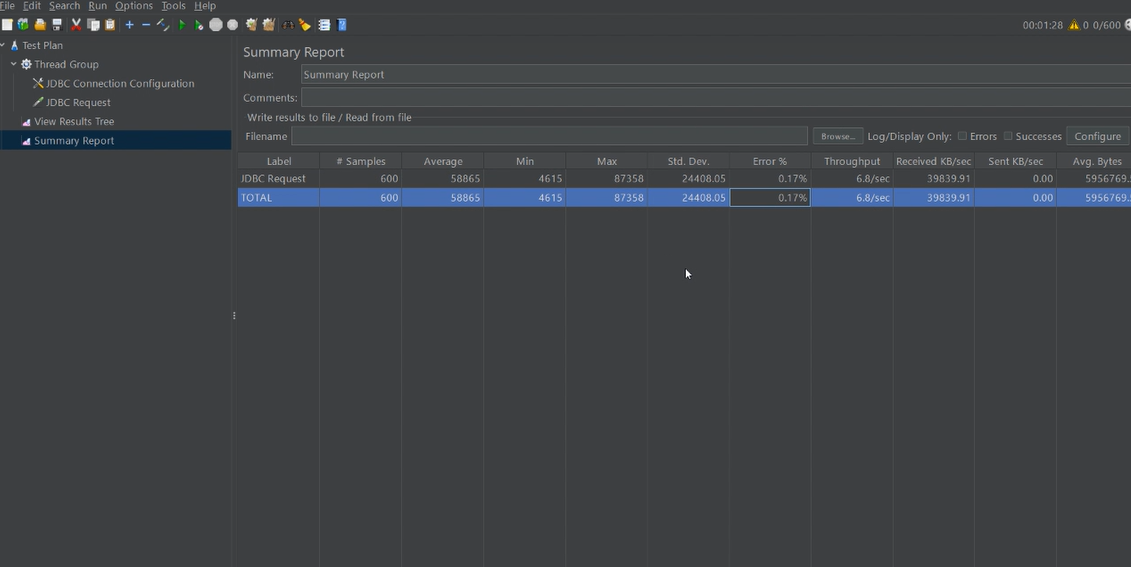 File Edit Search Run Options Tools Help
00:01:28 0 0/600
Test Plan
Thread Group
JDBC Connection Configuration
JDBC Request
View Results Tree
Summary Report
Summary Report
Name: Summary Report
Comments:
Write results to file / Read from file
Filename Browse... Log/Display Only: Errors Successes Configure
Label # Samples Average Min Max Std. Dev. Error % Throughput Received KB/sec Sent KB/sec Avg. Bytes
JDBC Request 600 58865 4615 87358 24408.05 0.17% 6.8/sec 39839.91 0.00 5956769.
TOTAL 600 58865 4615 87358 24408.05 0.17% 6.8/sec 39839.91 0.00 5956769.